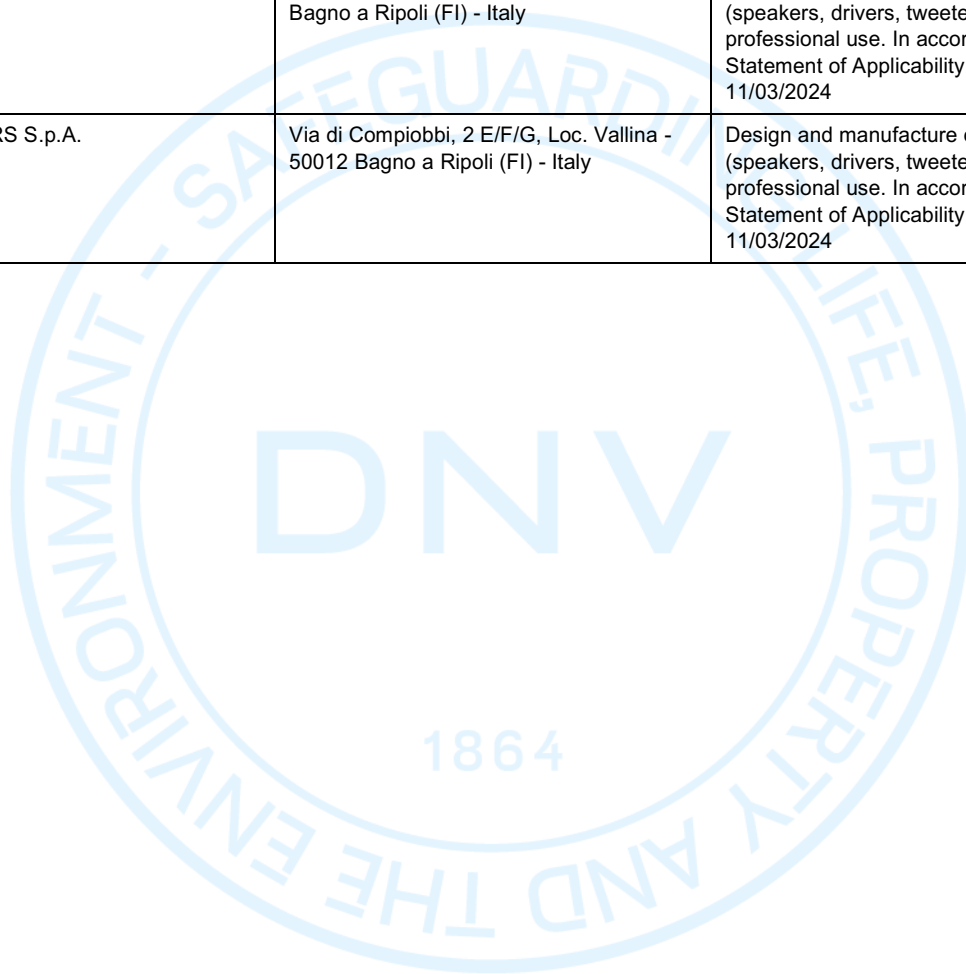 Bagno a Ripoli (FI) - Italy
(speakers, drivers, tweete
professional use. In accor
Statement of Applicability
11/03/2024
RS S.p.A.
Via di Compiobbi, 2 E/F/G, Loc. Vallina -
50012 Bagno a Ripoli (FI) - Italy
Design and manufacture
(speakers, drivers, tweete
professional use. In accor
Statement of Applicability
11/03/2024
SAFEGUARDING LIFE, PROPERTY AND THE ENVIRONMENT -
DNV
1864